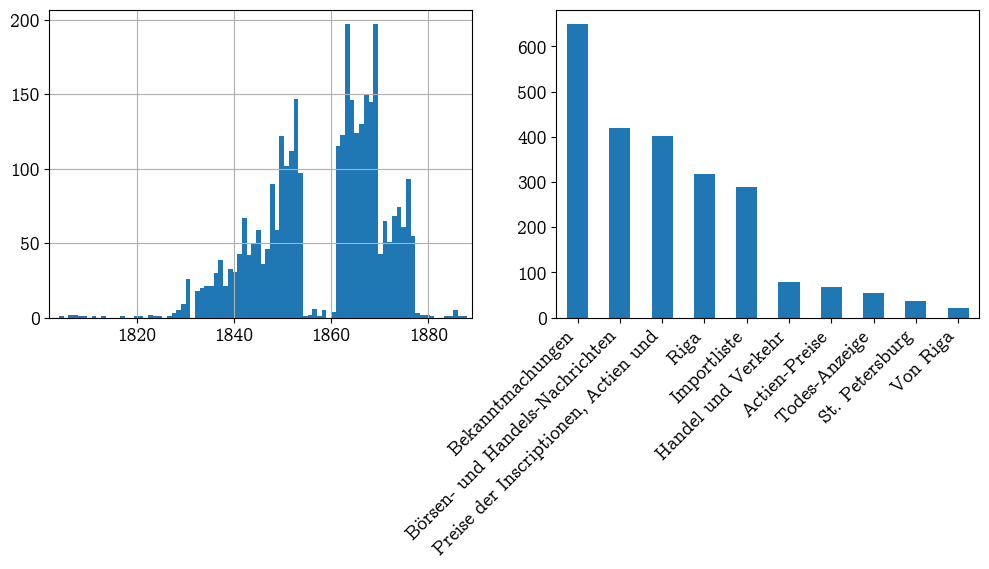 200
150
100
50
0
1820
1840
1860
1880
600
500
400
300
200
100
0
Bekanntmachungen
Börsen- und Handels-Nachrichten
Preise der Inscriptionen, Actien und
Riga
Importliste
Handel und Verkehr
Actien-Preise
Todes-Anzeige
St. Petersburg
Von Riga